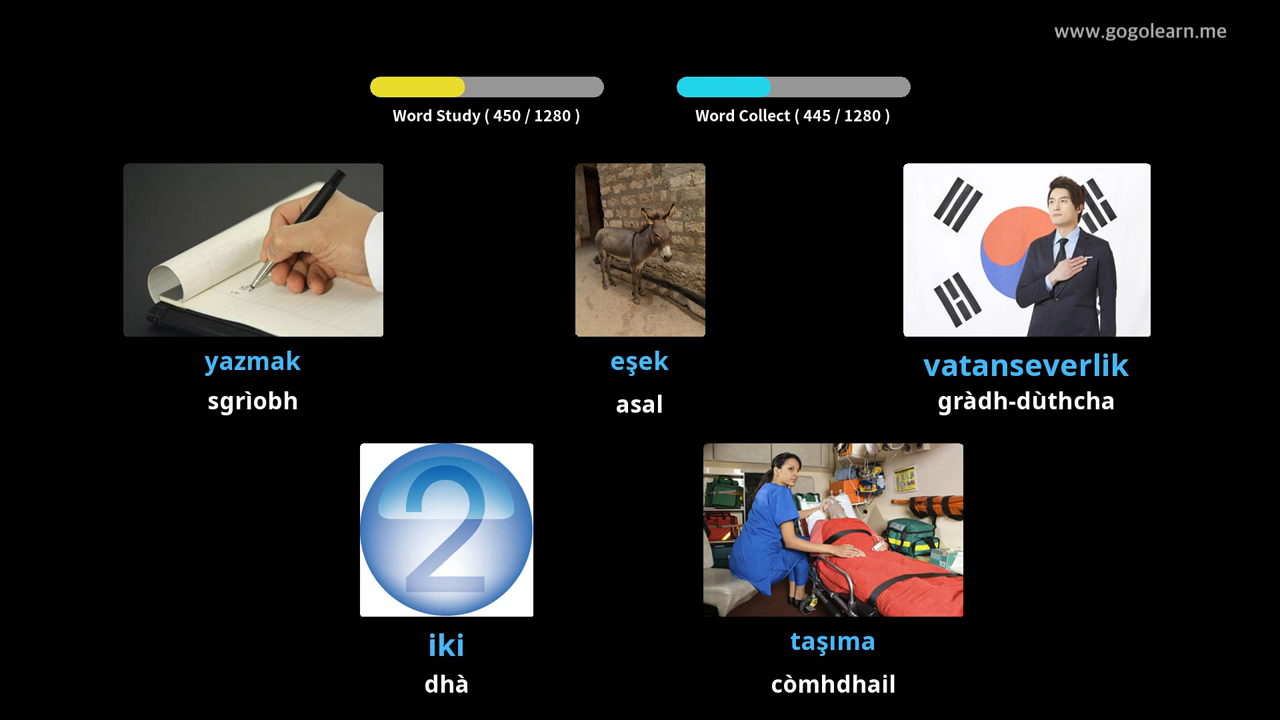 www.gogolearn.me
Word Study ( 450 / 1280 )
Word Collect ( 445 / 1280 )
yazmak
sgrìobh
eşek
asal
vatanseverlik
gràdh-dùthcha
2
iki
dhà
taşıma
còmhdhail